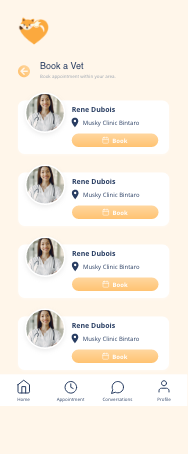 Book a Vet
Book appointment within your area
Rene Dubois
Musky Clinic Bintaro
Book
Rene Dubois
Musky Clinic Bintaro
Book
Rene Dubois
Musky Clinic Bintaro
Book
Rene Dubois
Musky Clinic Bintaro
Book
Home Appointment Conversations Profile